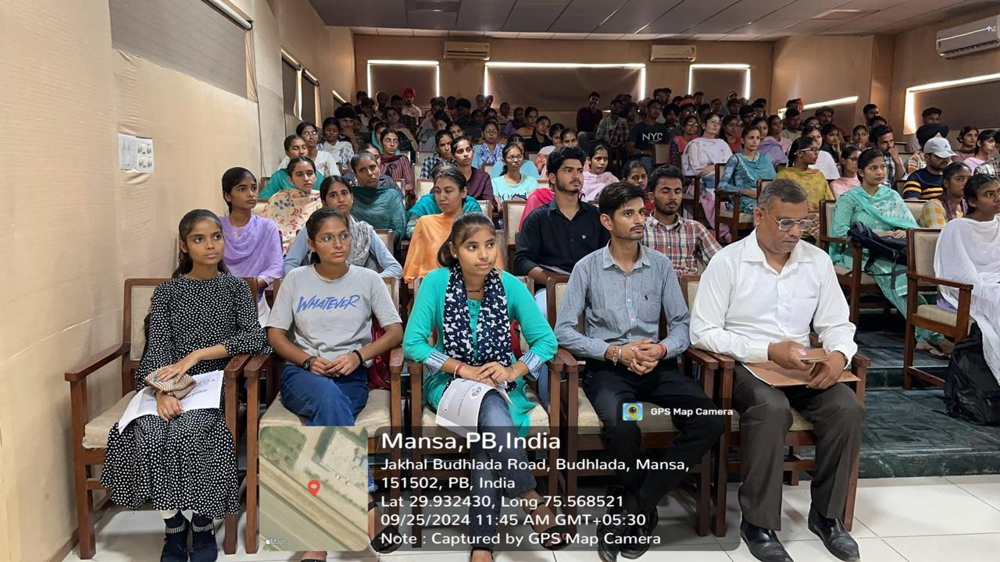 NYC
WHATEVER
GPS Map Camera
Mansa,PB,India
Jakhal Budhlada Road, Budhlada, Mansa,
151502, PB, India
Lat 29.932430, Long 75.568521
09/25/2024 11:45 AM GMT+05:30
Note : Captured by GPS Map Camera
Maps